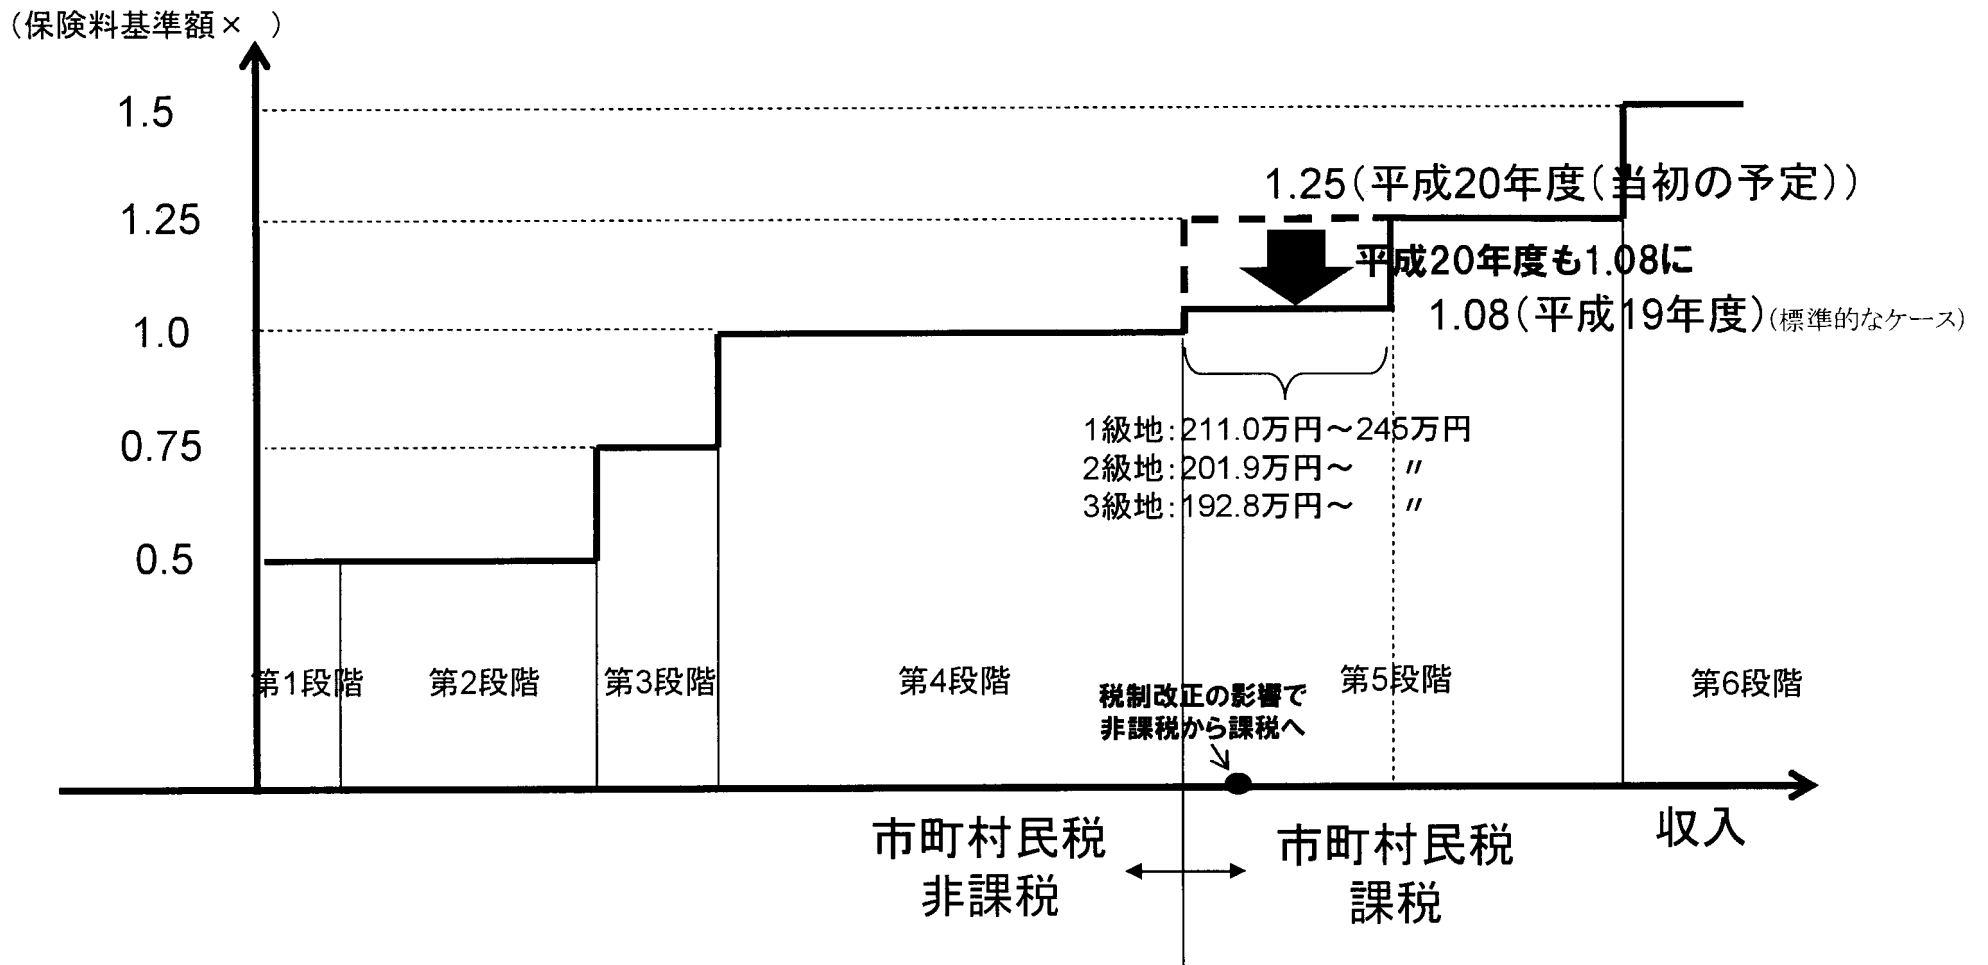 (保険料基準額×　)
1.5
1.25(平成20年度(当初の予定))
1.25
平成20年度も1.08に
1.08(平成19年度)(標準的なケース)
1.0
1級地:211.0万円～245万円
0.75
2級地:201.9万円～　〃
3級地:192.8万円～　〃
0.5
第1段階
第2段階
第3段階
第4段階
第5段階
第6段階
税制改正の影響で
非課税から課税へ
収入
市町村民税
非課税
市町村民税
課税